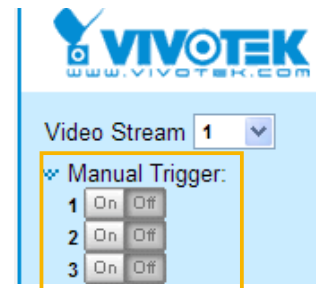 VIVOTEK
www.vivotek.com
Video Stream 1
Manual Trigger:
1 On Off
2 On Off
3 On Off